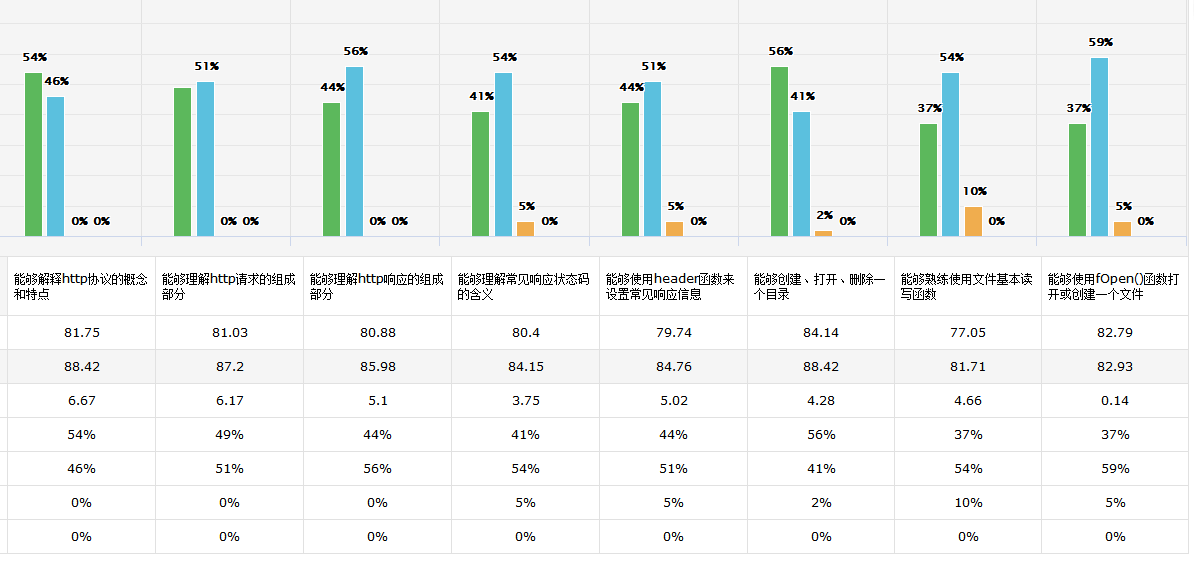 54% 46% 0% 0% 51% 0% 0% 44% 56% 0% 0% 41% 54% 5% 0% 44% 51% 5% 0% 56% 41% 2% 0% 37% 54% 10% 0% 37% 59% 5% 0%
能够解释http协议的概念 能够理解http请求的组成 能够理解http响应的组成 能够理解常见响应状态码 能够使用header函数来 能够创建、打开、删除一 能够熟练使用文件基本读 能够使用fOpen()函数打
和特点 部分 部分 的含义 设置常见响应信息 个目录 写函数 开或创建一个文件
81.75 81.03 80.88 80.4 79.74 84.14 77.05 82.79
88.42 87.2 85.98 84.15 84.76 88.42 81.71 82.93
6.67 6.17 5.1 3.75 5.02 4.28 4.66 0.14
54% 49% 44% 41% 44% 56% 37% 37%
46% 51% 56% 54% 51% 41% 54% 59%
0% 0% 0% 5% 5% 2% 10% 5%
0% 0% 0% 0% 0% 0% 0% 0%